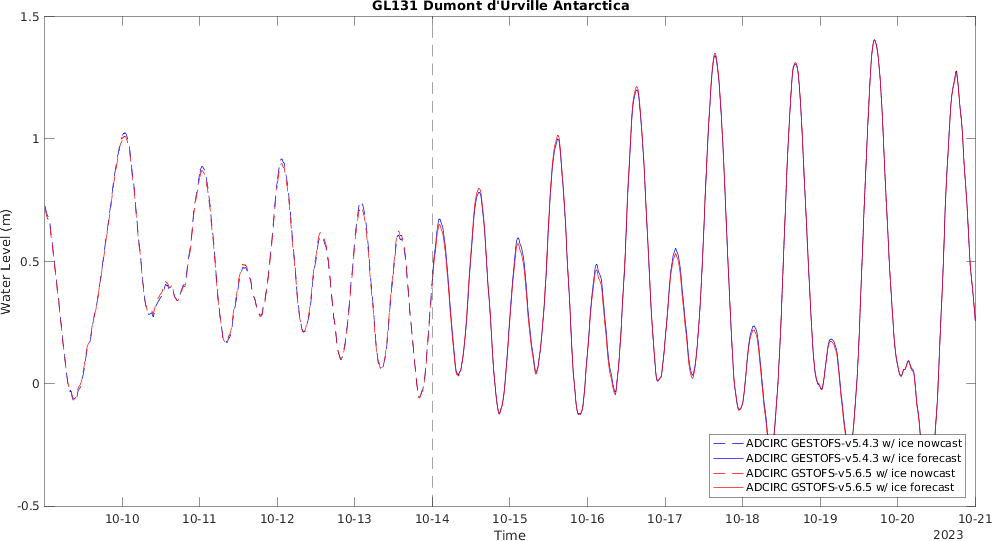 GL131 Dumont d'Urville Antarctica
1.5
1
0.5
0
-0.5
Water Level (m)
ADCIRC GESTOFS-v5.4.3 w/ ice nowcast
ADCIRC GESTOFS-v5.4.3 w/ ice forecast
ADCIRC GSTOFS-v5.6.5 w/ ice nowcast
ADCIRC GSTOFS-v5.6.5 w/ ice forecast
10-10 10-11 10-12 10-13 10-14 10-15 10-16 10-17 10-18 10-19 10-20 10-21
Time
2023